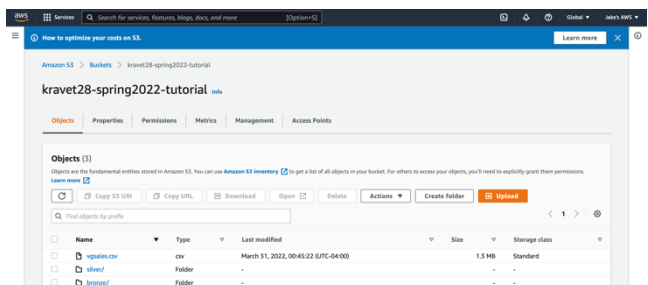 aws
Services
Search for services, features, blogs, docs, and more
[Option+S]
Global ▼
Jake's AWS ▼
How to optimize your costs on S3.
Learn more
Amazon S3 > Buckets > kravet28-spring2022-tutorial
kravet28-spring2022-tutorial Info
Objects Properties Permissions Metrics Management Access Points
Objects (3)
Objects are the fundamental entities stored in Amazon S3. You can use Amazon S3 inventory to get a list of all objects in your bucket. For others to access your objects, you'll need to explicitly grant them permissions.
Learn more
Copy S3 URI Copy URL Download Open Delete Actions ▼ Create folder Upload
Find objects by prefix
< 1 >
Name Type Last modified Size Storage class
vgsales.csv csv March 31, 2022, 00:45:22 (UTC-04:00) 1.3 MB Standard
silver/ Folder - - -
bronze/ Folder - - -